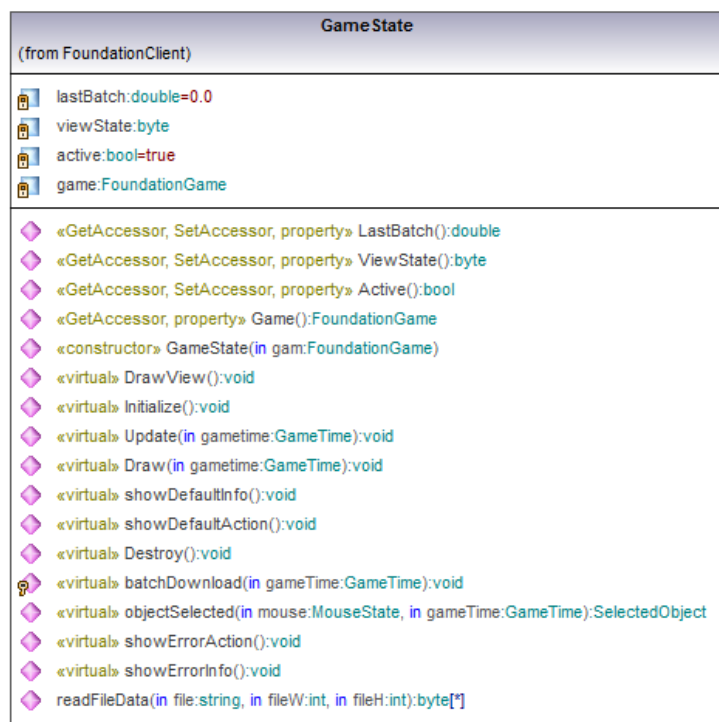 GameState
(from FoundationClient)
lastBatch:double=0.0
viewState:byte
active:bool=true
game:FoundationGame
«GetAccessor, SetAccessor, property» LastBatch():double
«GetAccessor, SetAccessor, property» ViewState():byte
«GetAccessor, SetAccessor, property» Active():bool
«GetAccessor, property» Game():FoundationGame
«constructor» GameState(in gam:FoundationGame)
«virtual» DrawView():void
«virtual» Initialize():void
«virtual» Update(in gametime:GameTime):void
«virtual» Draw(in gametime:GameTime):void
«virtual» showDefaultInfo():void
«virtual» showDefaultAction():void
«virtual» Destroy():void
«virtual» batchDownload(in gameTime:GameTime):void
«virtual» objectSelected(in mouse:MouseState, in gameTime:GameTime):SelectedObject
«virtual» showErrorAction():void
«virtual» showErrorInfo():void
readFileData(in file:string, in fileW:int, in fileH:int):byte[*]